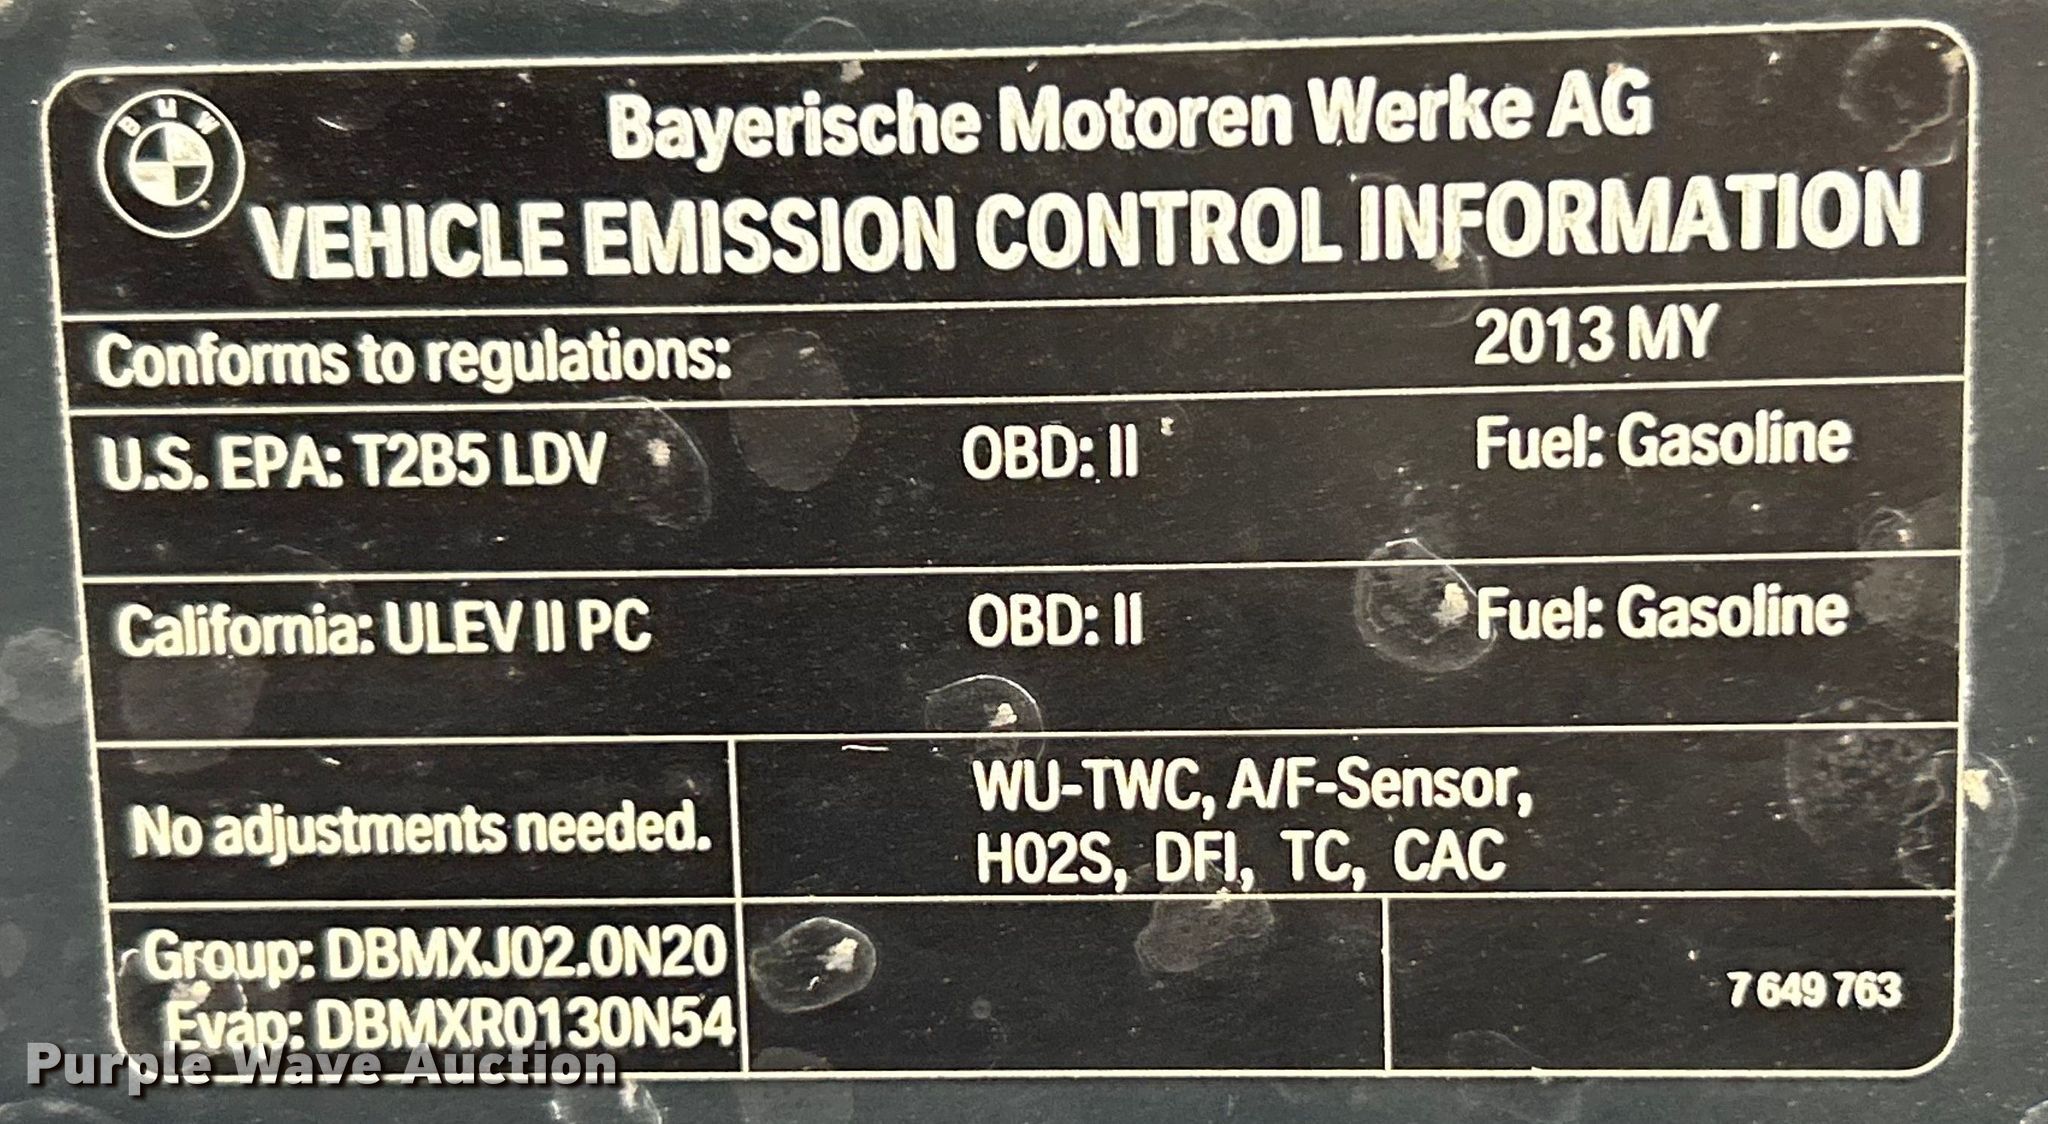 BMW
Bayerische Motoren Werke AG
VEHICLE EMISSION CONTROL INFORMATION
Conforms to regulations: 2013 MY
U.S. EPA: T2B5 LDV OBD: II Fuel: Gasoline
California: ULEV II PC OBD: II Fuel: Gasoline
No adjustments needed.
WU-TWC, A/F-Sensor,
H02S, DFI, TC, CAC
Group: DBMXJ02.0N20
Evap: DBMXR0130N54
7 649 763
Purple Wave Auction